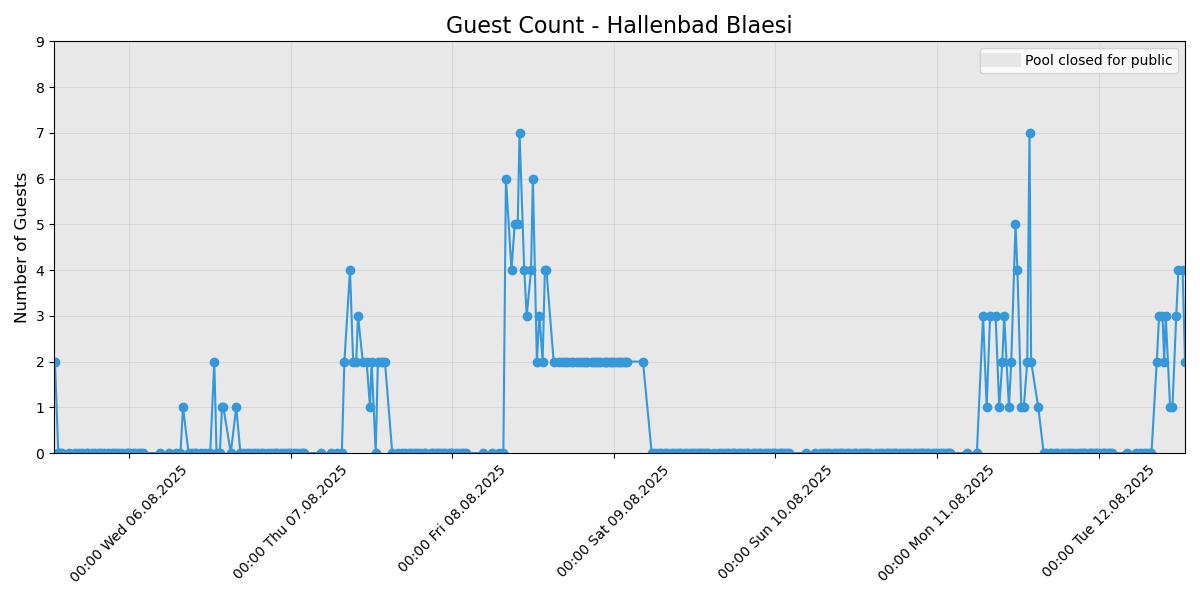 Guest Count - Hallenbad Blaesi
Pool closed for public
Number of Guests
9
8
7
6
5
4
3
2
1
0
00:00 Wed 06.08.2025
00:00 Thu 07.08.2025
00:00 Fri 08.08.2025
00:00 Sat 09.08.2025
00:00 Sun 10.08.2025
00:00 Mon 11.08.2025
00:00 Tue 12.08.2025